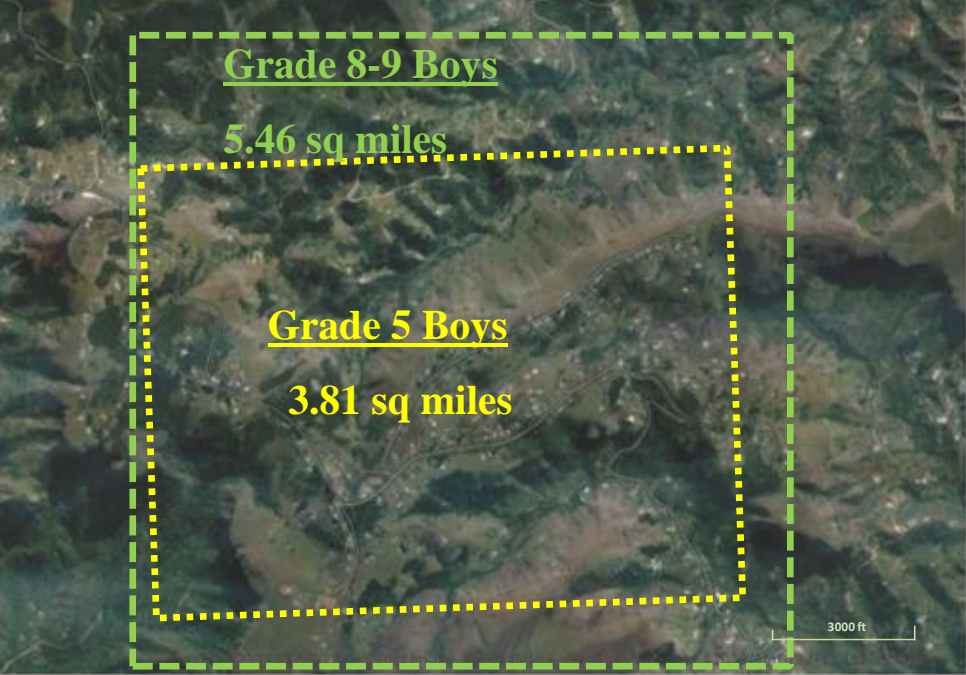 Grade 8-9 Boys
5.46 sq miles
Grade 5 Boys
3.81 sq miles
3000 ft